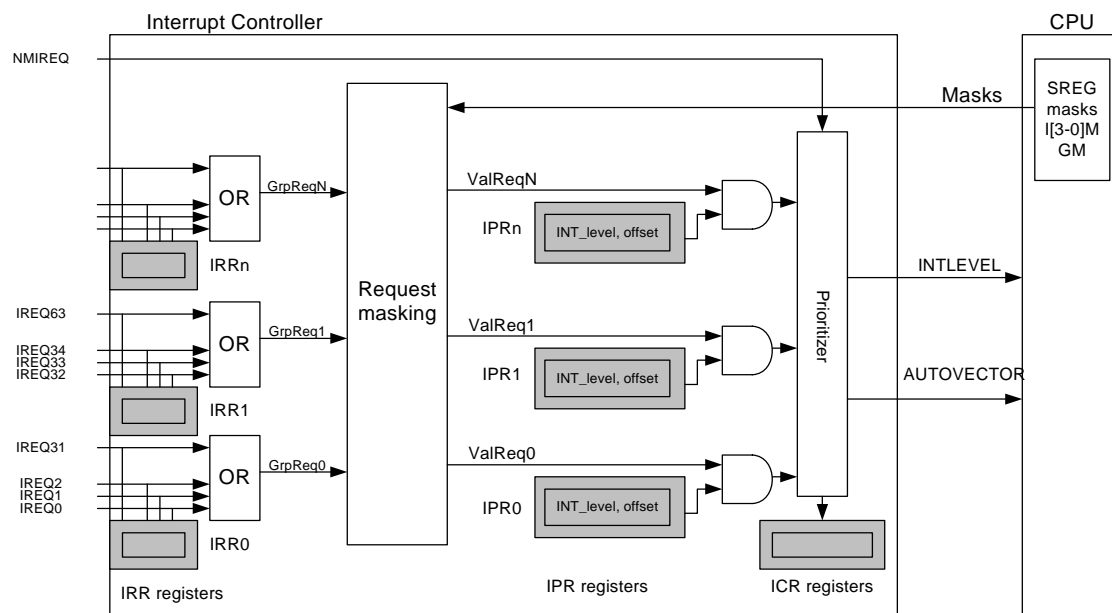 Interrupt Controller
CPU
NMIREQ
Masks
SREG
masks
I[3-0]M
GM
OR
GrpReqN
ValReqN
IRRn
IPRn
INT_level, offset
INTLEVEL
Request
masking
Prioritizer
IREQ63
IREQ34
IREQ33
IREQ32
OR
GrpReq1
ValReq1
IRR1
IPR1
INT_level, offset
AUTOVECTOR
IREQ31
IREQ2
IREQ1
IREQ0
OR
GrpReq0
ValReq0
IRR0
IPR0
INT_level, offset
IRR registers
IPR registers
ICR registers